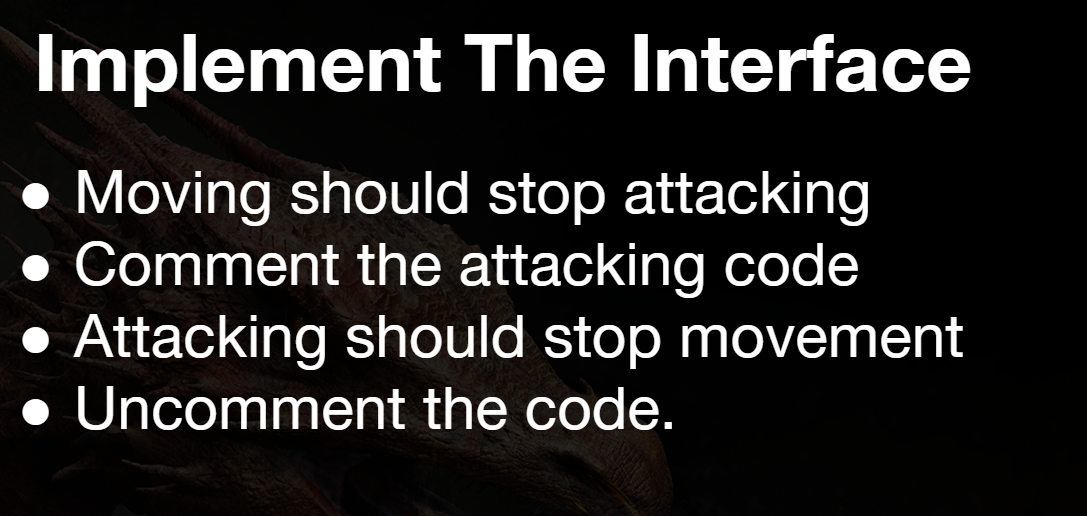 Implement The Interface
● Moving should stop attacking
● Comment the attacking code
● Attacking should stop movement
● Uncomment the code.